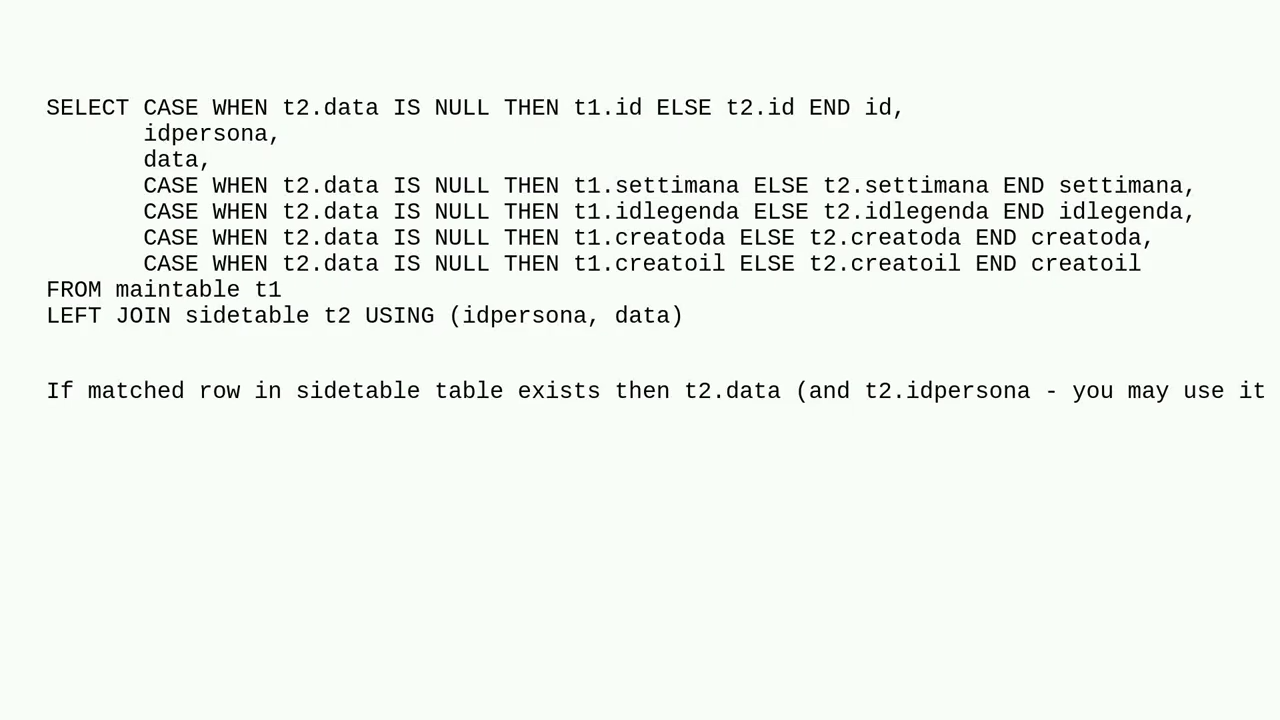 SELECT CASE WHEN t2.data IS NULL THEN t1.id ELSE t2.id END id,
       idpersona,
       data,
       CASE WHEN t2.data IS NULL THEN t1.settimana ELSE t2.settimana END settimana,
       CASE WHEN t2.data IS NULL THEN t1.idlegenda ELSE t2.idlegenda END idlegenda,
       CASE WHEN t2.data IS NULL THEN t1.creatoda ELSE t2.creatoda END creatoda,
       CASE WHEN t2.data IS NULL THEN t1.creatoil ELSE t2.creatoil END creatoil
FROM maintable t1
LEFT JOIN sidetable t2 USING (idpersona, data)
If matched row in sidetable table exists then t2.data (and t2.idpersona - you may use it